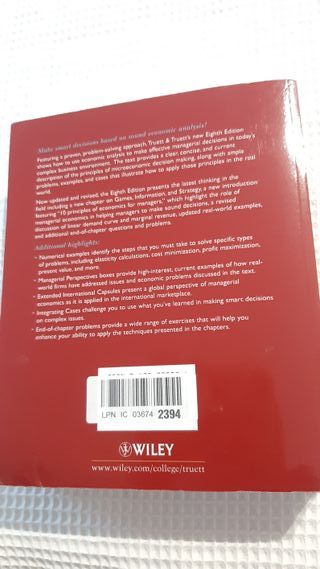 Make smart decisions based on sound economic analysis!
Featuring a proven, problem-solving approach, Truett & Truett's new Eighth Edition
shows how to use economic analysis to make effective managerial decisions in today's
complex business environment. The text provides a clear, concise, and current
description of the principles of microeconomic decision making, along with ample
problems, examples, and cases that illustrate how to apply those principles in the real
world.
Now updated and revised, the Eighth Edition presents the latest thinking in the
field including a new chapter on Games, Information, and Strategy, a new introduction
featuring "10 principles of economics for managers," which highlight the role of
managerial economics in helping managers to make sound decisions, a revised
discussion of linear demand curve and marginal revenue, updated real-world examples,
and additional end-of-chapter questions and problems.
Additional highlights:
• Numerical examples identify the steps that you must take to solve specific types
of problems, including elasticity calculations, cost minimization, profit maximization,
present value, and more.
• Managerial Perspectives boxes provide high-interest, current examples of how real-
world firms have addressed issues and economic problems discussed in the text.
• Extended International Capsules present a global perspective of managerial
economics as it is applied in the international marketplace.
• Integrating Cases challenge you to use what you've learned in making smart decisions
on complex issues.
• End-of-chapter problems provide a wide range of exercises that will help you
enhance your ability to apply the techniques presented in the chapters.
LPN IC 03674 2394
WILEY
www.wiley.com/college/truett